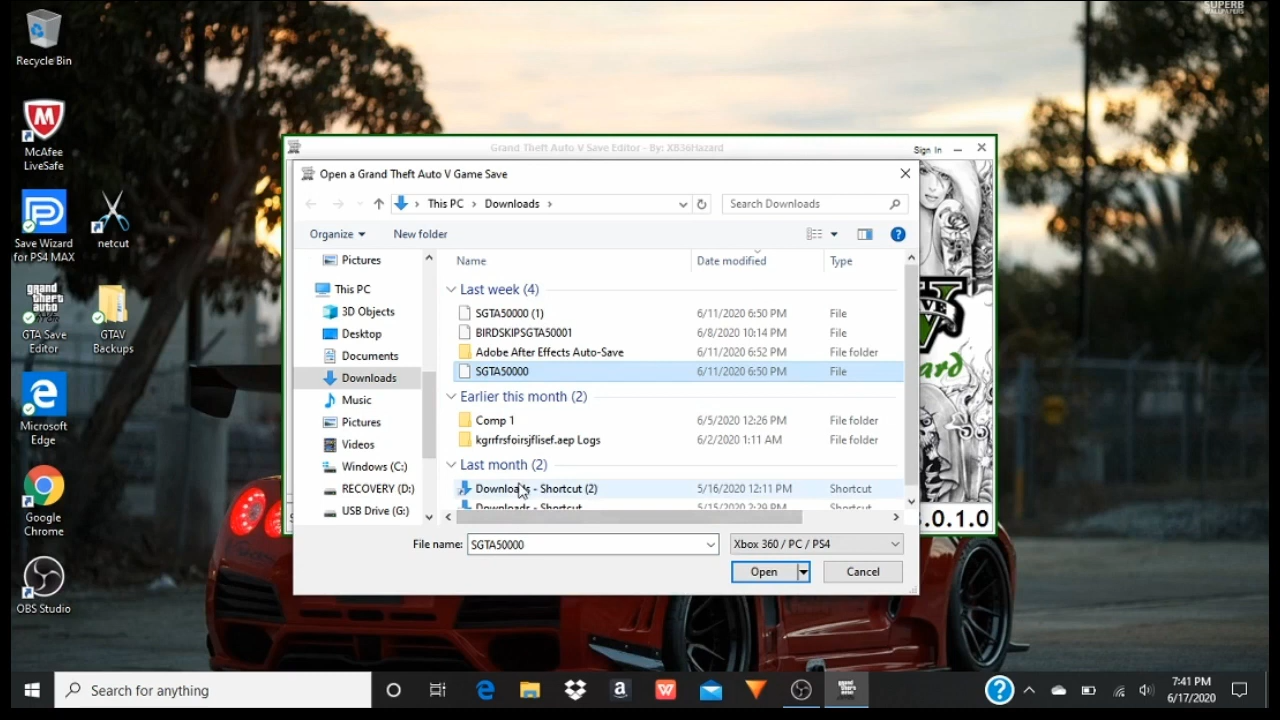 SUPERB
WALLPAPERS
Recycle Bin
McAfee
LiveSafe
Save Wizard
for PS4 MAX
netcut
GTA Save
Editor
GTAV
Backups
Microsoft
Edge
Google
Chrome
OBS Studio
Grand Theft Auto V Save Editor - By: XB36Hazard
Sign In
Open a Grand Theft Auto V Game Save
This PC > Downloads >
Search Downloads
Organize
New folder
Pictures
This PC
3D Objects
Desktop
Documents
Downloads
Music
Pictures
Videos
Windows (C:)
RECOVERY (D:)
USB Drive (G:)
Name Date modified Type
Last week (4)
SGTA50000 (1) 6/11/2020 6:50 PM File
BIRDSKIPSGTA50001 6/8/2020 10:14 PM File
Adobe After Effects Auto-Save 6/11/2020 6:52 PM File folder
SGTA50000 6/11/2020 6:50 PM File
Earlier this month (2)
Comp 1 6/5/2020 12:26 PM File folder
kgrrfrsfoirsjflisef.aep Logs 6/2/2020 1:11 AM File folder
Last month (2)
Downloads - Shortcut (2) 5/16/2020 12:11 PM Shortcut
Downloads - Shortcut 5/15/2020 2:29 PM Shortcut
File name: SGTA50000
Xbox 360 / PC / PS4
Open
Cancel
.0.1.0
Search for anything
7:41 PM
6/17/2020